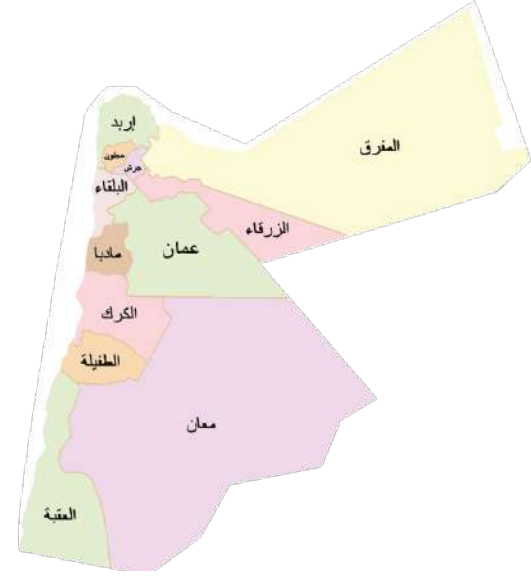 إربد
المفرق
عجلون
جرش
البلقاء
الزرقاء
عمان
مادبا
الكرك
الطفيلة
معان
العقبة